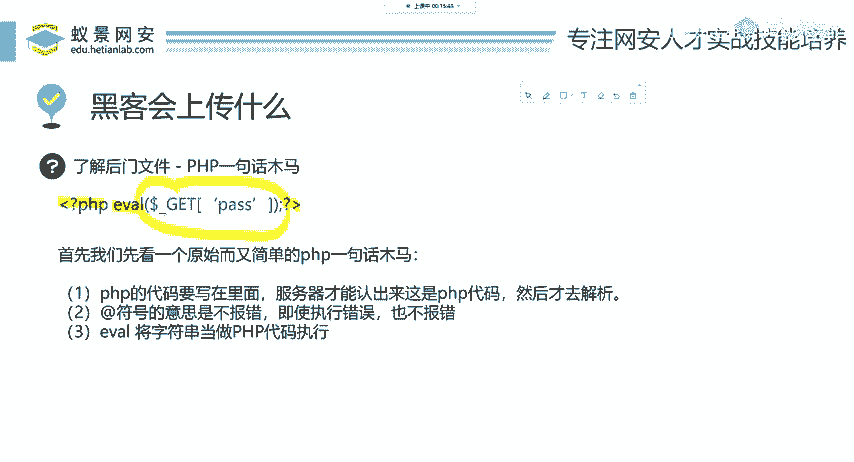 上课中 00:15:48
蚁景网安
edu.hetianlab.com
专注网安人才实战技能培养
黑客会上传什么
? 了解后门文件 - PHP一句话木马
<?php eval($_GET[‘pass’]);?>
首先我们先看一个原始而又简单的php一句话木马：
（1）php的代码要写在里面，服务器才能认出来这是php代码，然后才去解析。
（2）@符号的意思是不报错，即使执行错误，也不报错
（3）eval 将字符串当做PHP代码执行